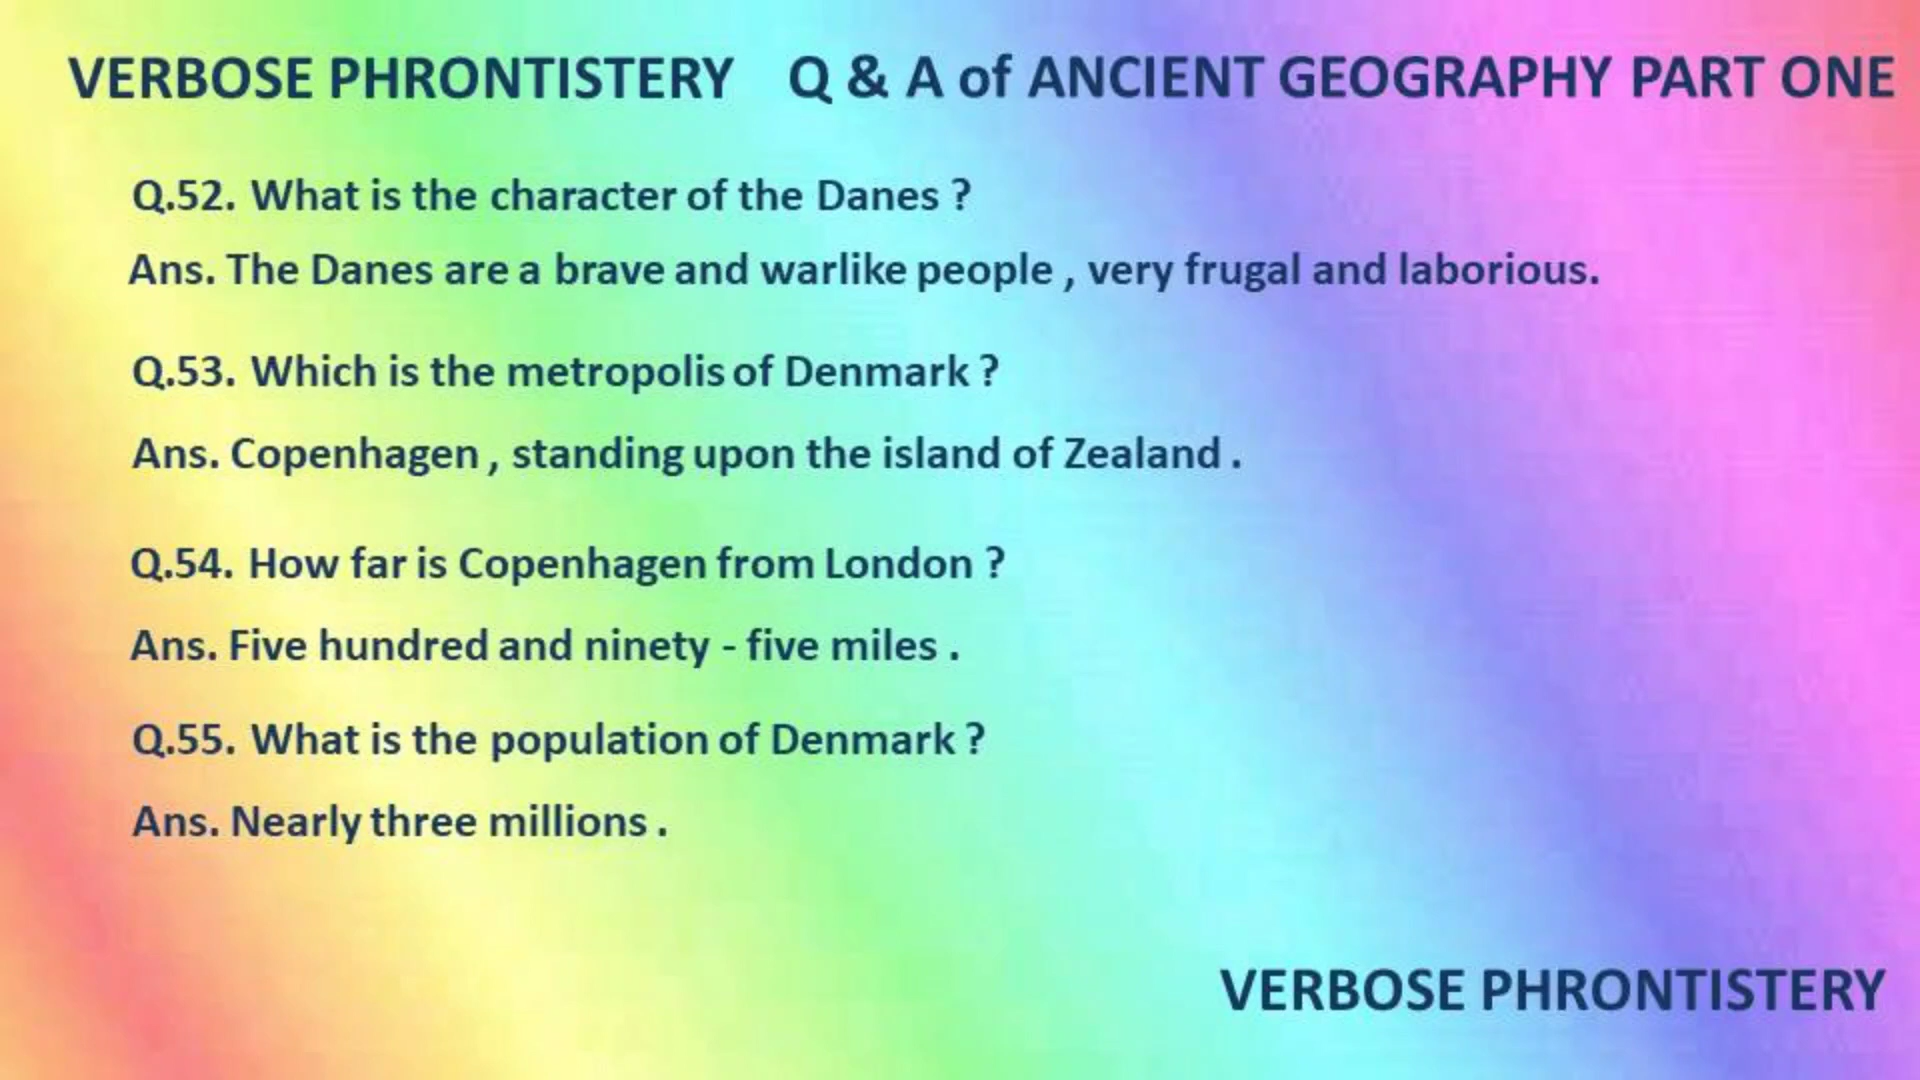 VERBOSE PHRONTISTERY Q & A of ANCIENT GEOGRAPHY PART ONE
Q.52. What is the character of the Danes ?
Ans. The Danes are a brave and warlike people , very frugal and laborious.
Q.53. Which is the metropolis of Denmark ?
Ans. Copenhagen , standing upon the island of Zealand .
Q.54. How far is Copenhagen from London ?
Ans. Five hundred and ninety - five miles .
Q.55. What is the population of Denmark ?
Ans. Nearly three millions .
VERBOSE PHRONTISTERY